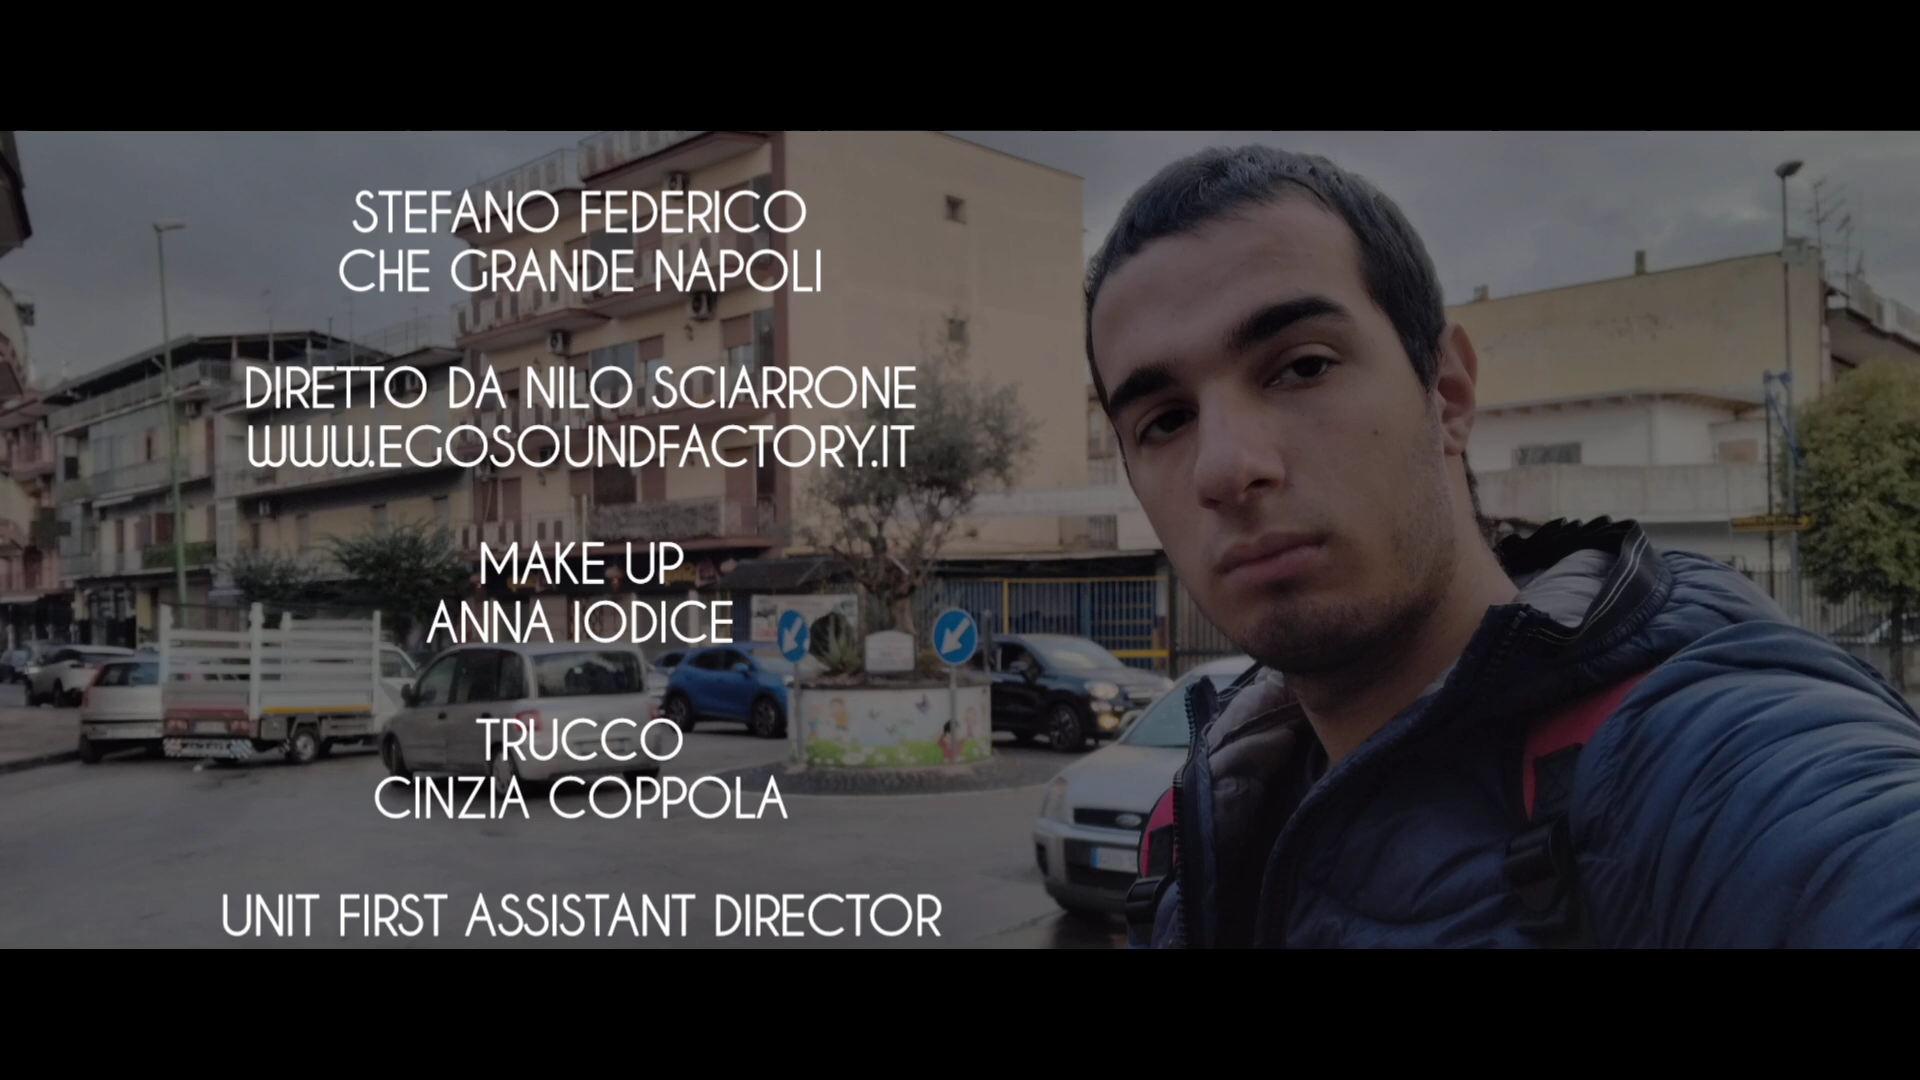 STEFANO FEDERICO
CHE GRANDE NAPOLI
DIRETTO DA NILO SCIARRONE
WWW.EGOSOUNDFACTORY.IT
MAKE UP
ANNA IODICE
TRUCCO
CINZIA COPPOLA
UNIT FIRST ASSISTANT DIRECTOR